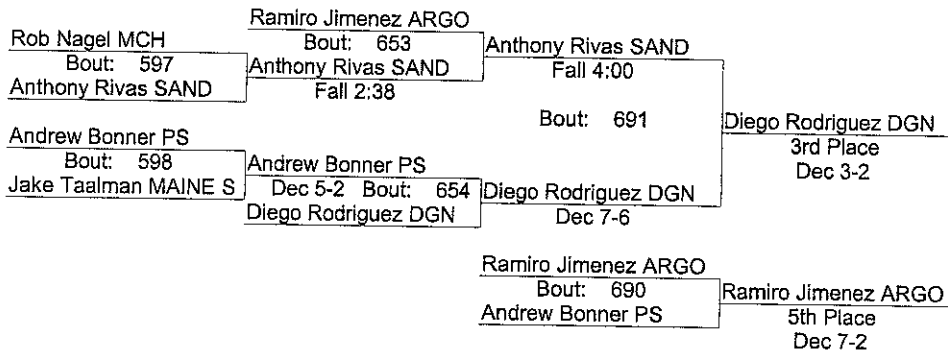 Ramiro Jimenez ARGO
Rob Nagel MCH
Bout: 653
Anthony Rivas SAND
Bout: 597
Anthony Rivas SAND
Fall 4:00
Anthony Rivas SAND
Fall 2:38
Bout: 691
Diego Rodriguez DGN
3rd Place
Dec 3-2
Andrew Bonner PS
Bout: 598
Andrew Bonner PS
Jake Taalman MAINE S
Dec 5-2 Bout: 654
Diego Rodriguez DGN
Diego Rodriguez DGN
Dec 7-6
Ramiro Jimenez ARGO
Bout: 690
Ramiro Jimenez ARGO
Andrew Bonner PS
5th Place
Dec 7-2